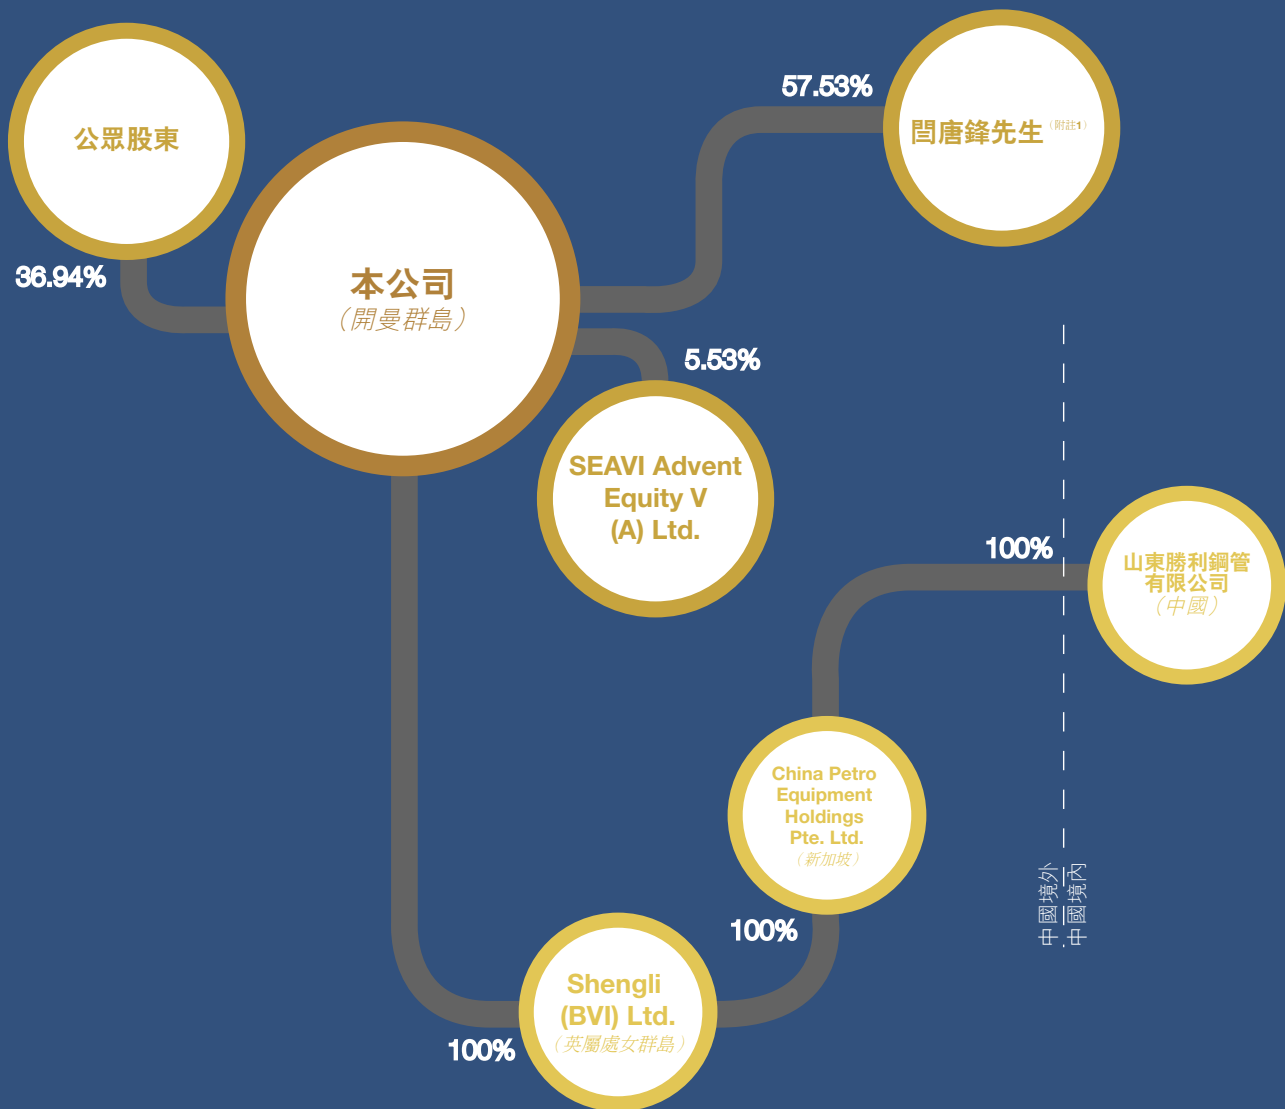 57.53%
公眾股東
閆唐鋒先生（附註1）
36.94%
本公司
（開曼群島）
5.53%
SEAVI Advent
Equity V
(A) Ltd.
100%
山東勝利鋼管
有限公司
（中國）
China Petro
Equipment
Holdings
Pte. Ltd.
（新加坡）
中國境外
中國境內
100%
Shengli
(BVI) Ltd.
（英屬處女群島）
100%